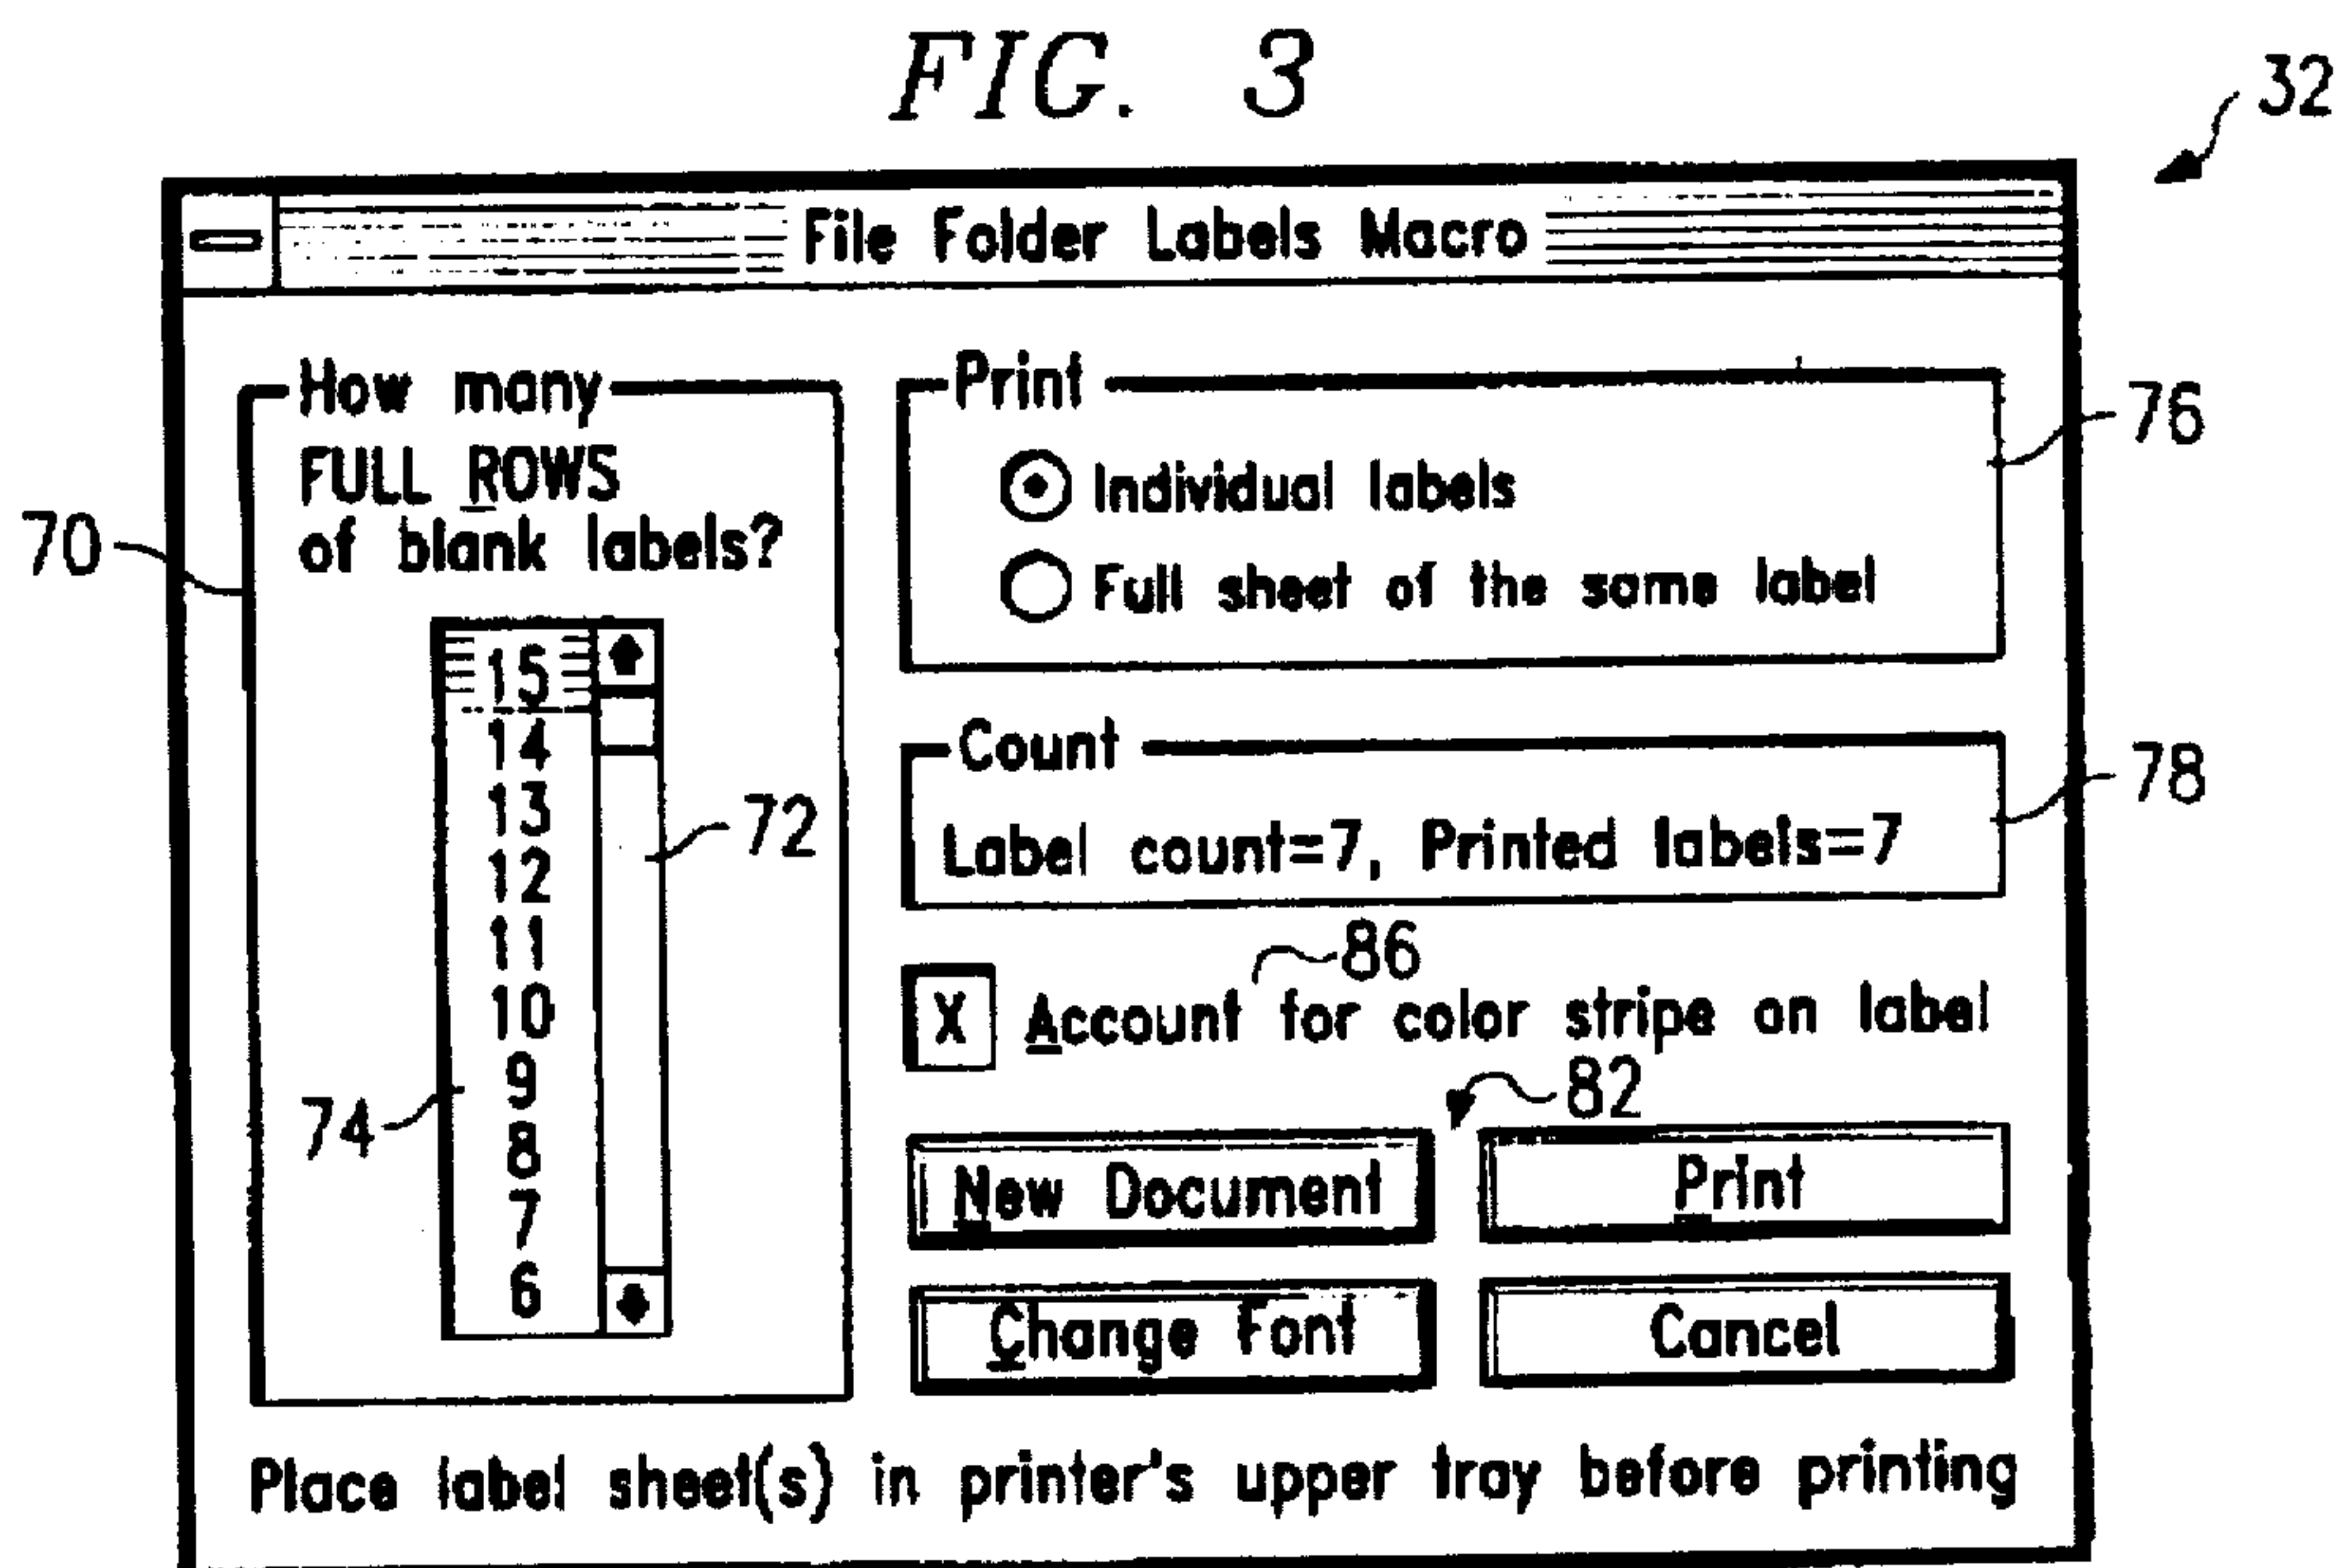 FIG. 3
32
File Folder Labels Macro
How many
FULL ROWS
of blank labels?
70
15
14
13
12
11
10
9
8
7
6
72
74
Print
Individual labels
Full sheet of the same label
76
Count
Label count=7, Printed labels=7
78
86
X Account for color stripe on label
82
New Document
Print
Change Font
Cancel
Place label sheet(s) in printer's upper tray before printing